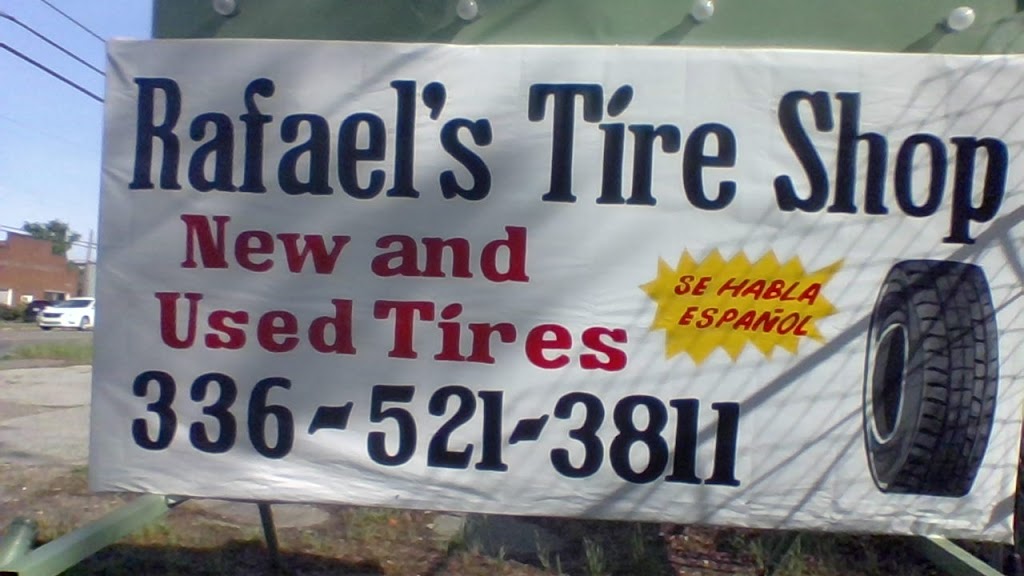 Rafael's Tire Shop
New and
Used Tires
SE HABLA
ESPAÑOL
336-521-3811